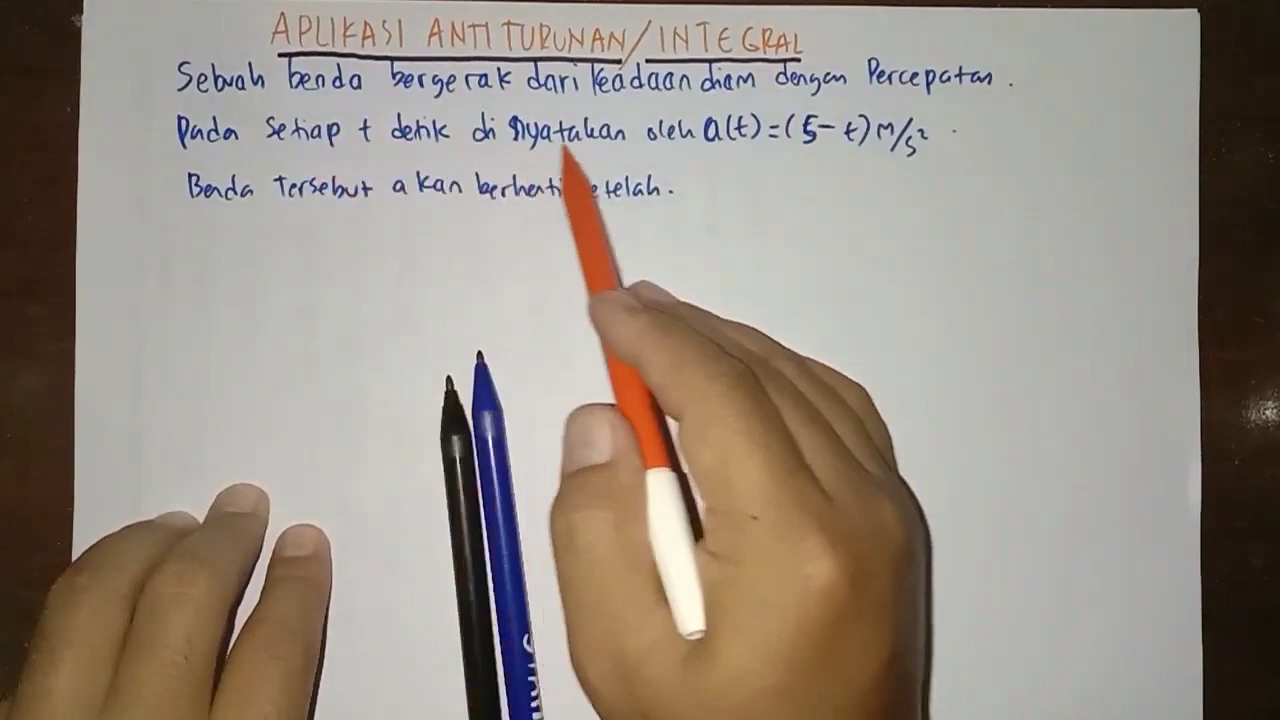 APLIKASI ANTI TURUNAN/INTEGRAL
Sebuah benda bergerak dari keadaan diam dengan Percepatan.
Pada Setiap t detik di nyatakan oleh a(t)=(5-t) m/s².
Benda Tersebut akan berhenti setelah.